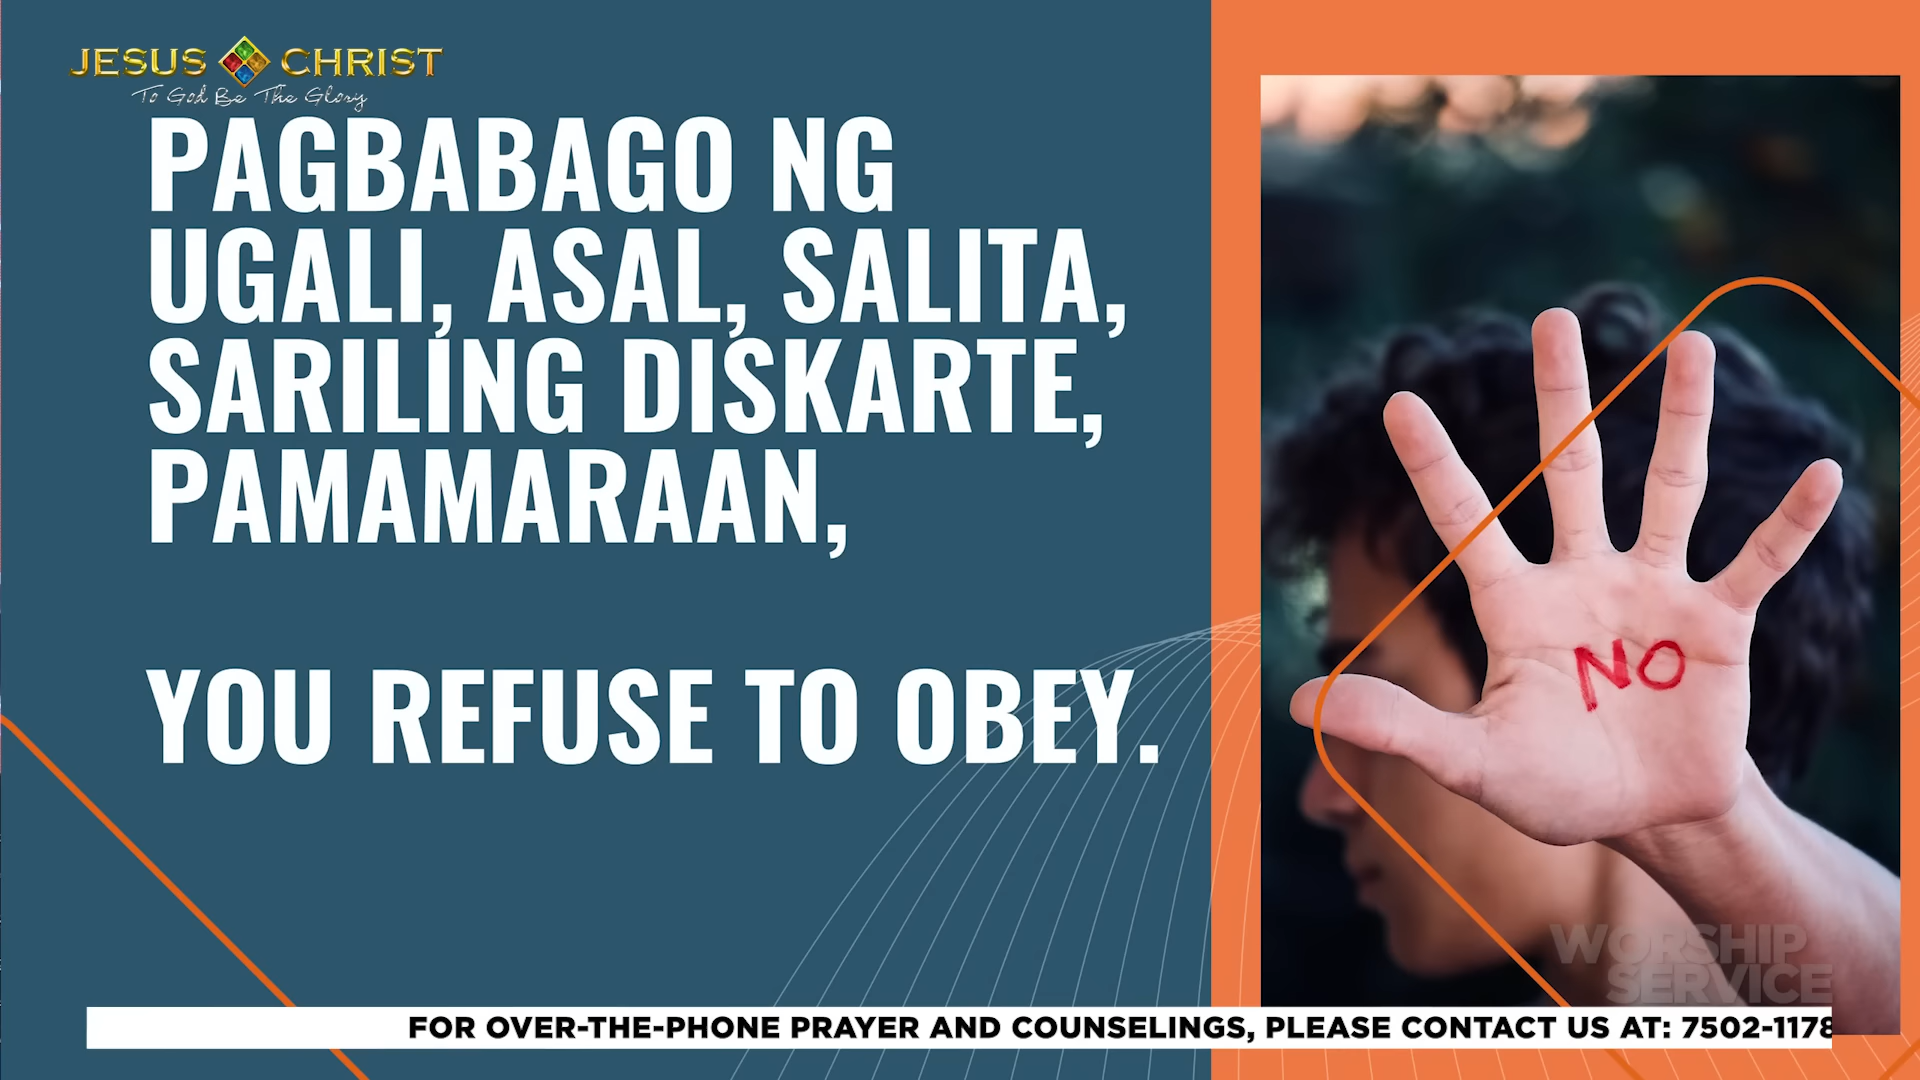 JESUS CHRIST
To God Be The Glory
PAGBABAGO NG
UGALI, ASAL, SALITA,
SARILING DISKARTE,
PAMAMARAAN,
YOU REFUSE TO OBEY.
NO
WORSHIP
SERVICE
FOR OVER-THE-PHONE PRAYER AND COUNSELINGS, PLEASE CONTACT US AT: 7502-1178